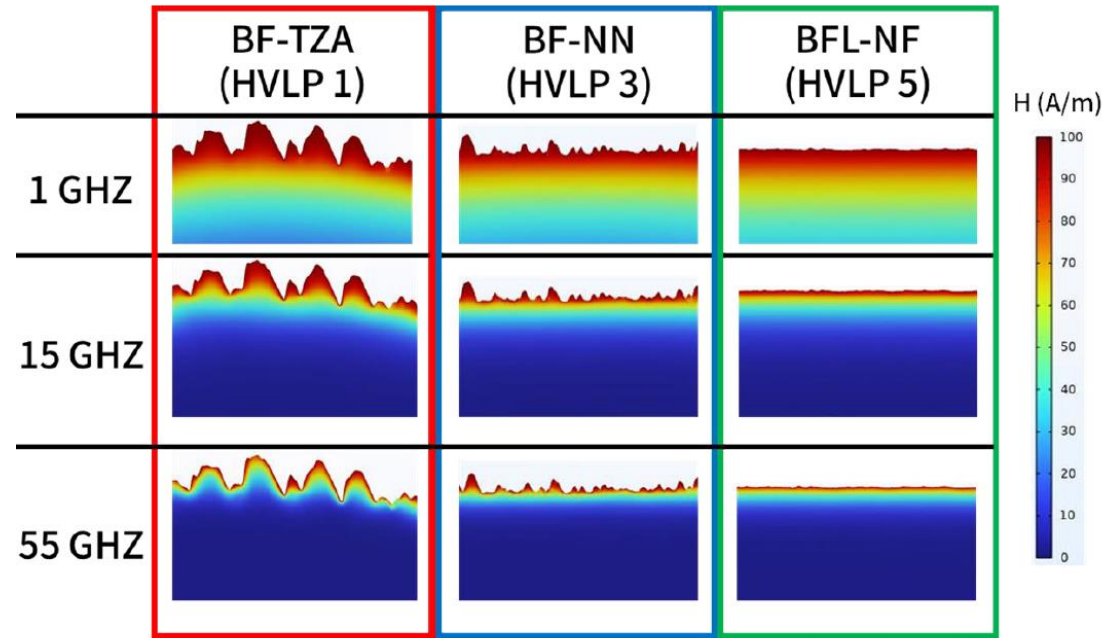 BF-TZA
(HVLP 1)
BF-NN
(HVLP 3)
BFL-NF
(HVLP 5)
H (A/m)
1 GHZ
15 GHZ
55 GHZ
100
90
80
70
60
50
40
30
20
10
0